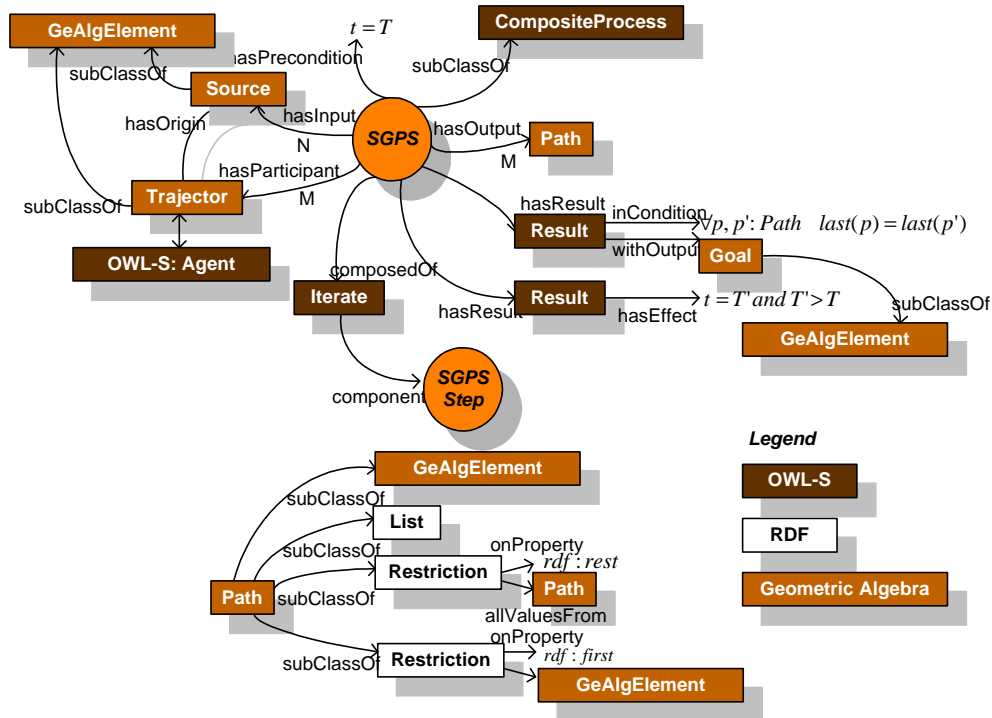 CompositeProcess
GeAlgElement
t = T
hasPrecondition
subClassOf
subClassOf
Source
hasInput
hasOrigin
N
SGPS
hasOutput
M
Path
hasParticipant
M
Trajector
subClassOf
hasResult
inCondition
∀p, p': Path last(p) = last(p')
Result
withOutput
Goal
OWL-S: Agent
composedOf
Iterate
hasResult
Result
hasEffect
t = T' and T' > T
subClassOf
GeAlgElement
component
SGPS
Step
Legend
GeAlgElement
OWL-S
subClassOf
List
RDF
subClassOf
onProperty
rdf : rest
Restriction
Path
subClassOf
Path
allValuesFrom
Geometric Algebra
onProperty
subClassOf
Restriction
rdf : first
GeAlgElement